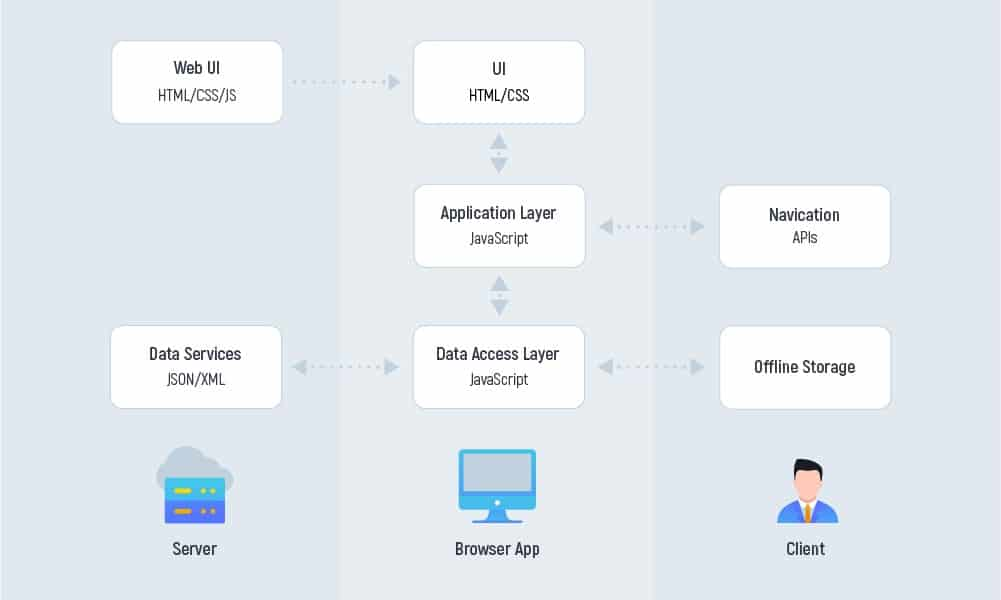 Web UI
HTML/CSS/JS
UI
HTML/CSS
Application Layer
JavaScript
Navication
APIs
Data Services
JSON/XML
Data Access Layer
JavaScript
Offline Storage
Server
Browser App
Client